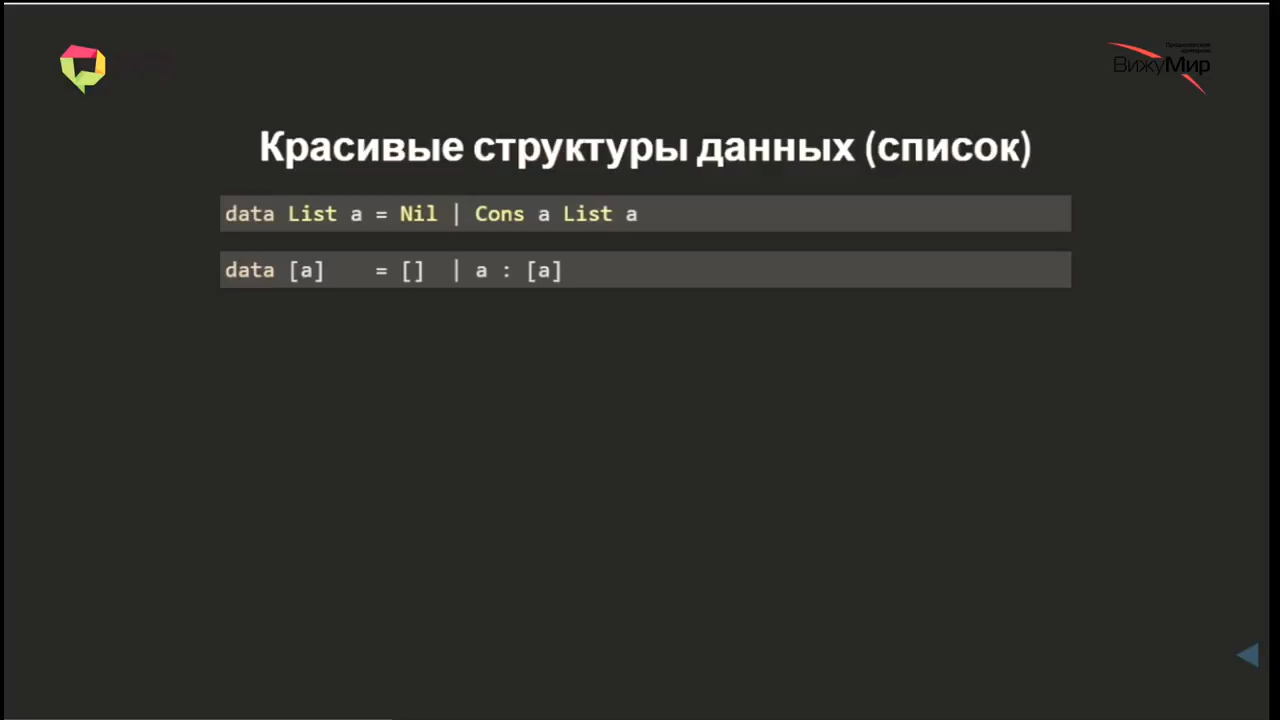 ВижуМир
Красивые структуры данных (список)
data List a = Nil | Cons a List a
data [a]    = []  | a : [a]